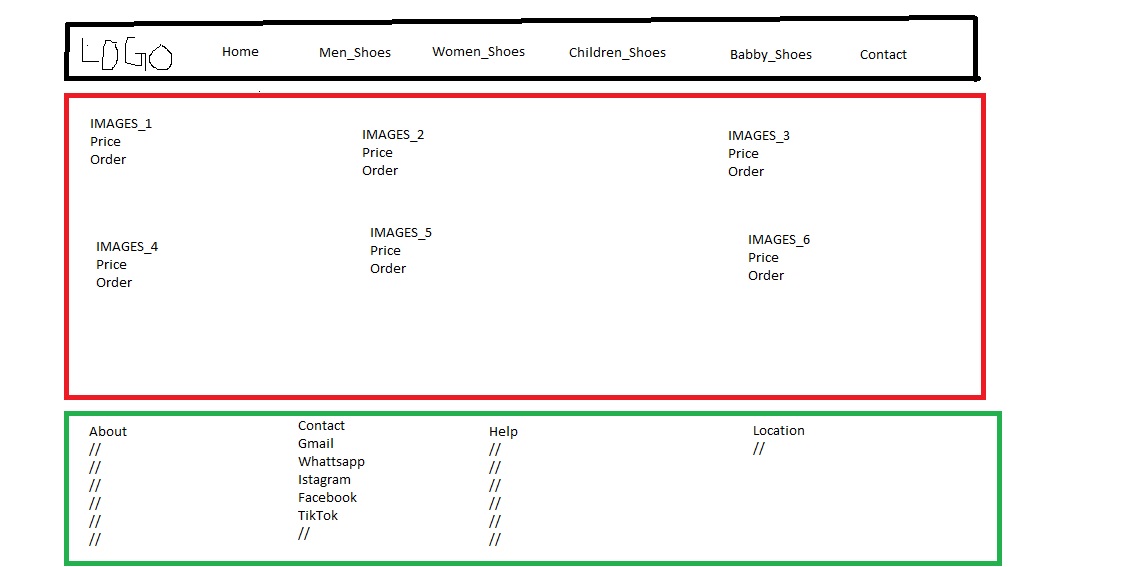 LOGO Home Men_Shoes Women_Shoes Children_Shoes Babby_Shoes Contact
IMAGES_1
Price
Order
IMAGES_2
Price
Order
IMAGES_3
Price
Order
IMAGES_4
Price
Order
IMAGES_5
Price
Order
IMAGES_6
Price
Order
About
//
//
//
//
//
//
Contact
Gmail
Whattsapp
Istagram
Facebook
TikTok
//
Help
//
//
//
//
//
//
Location
//